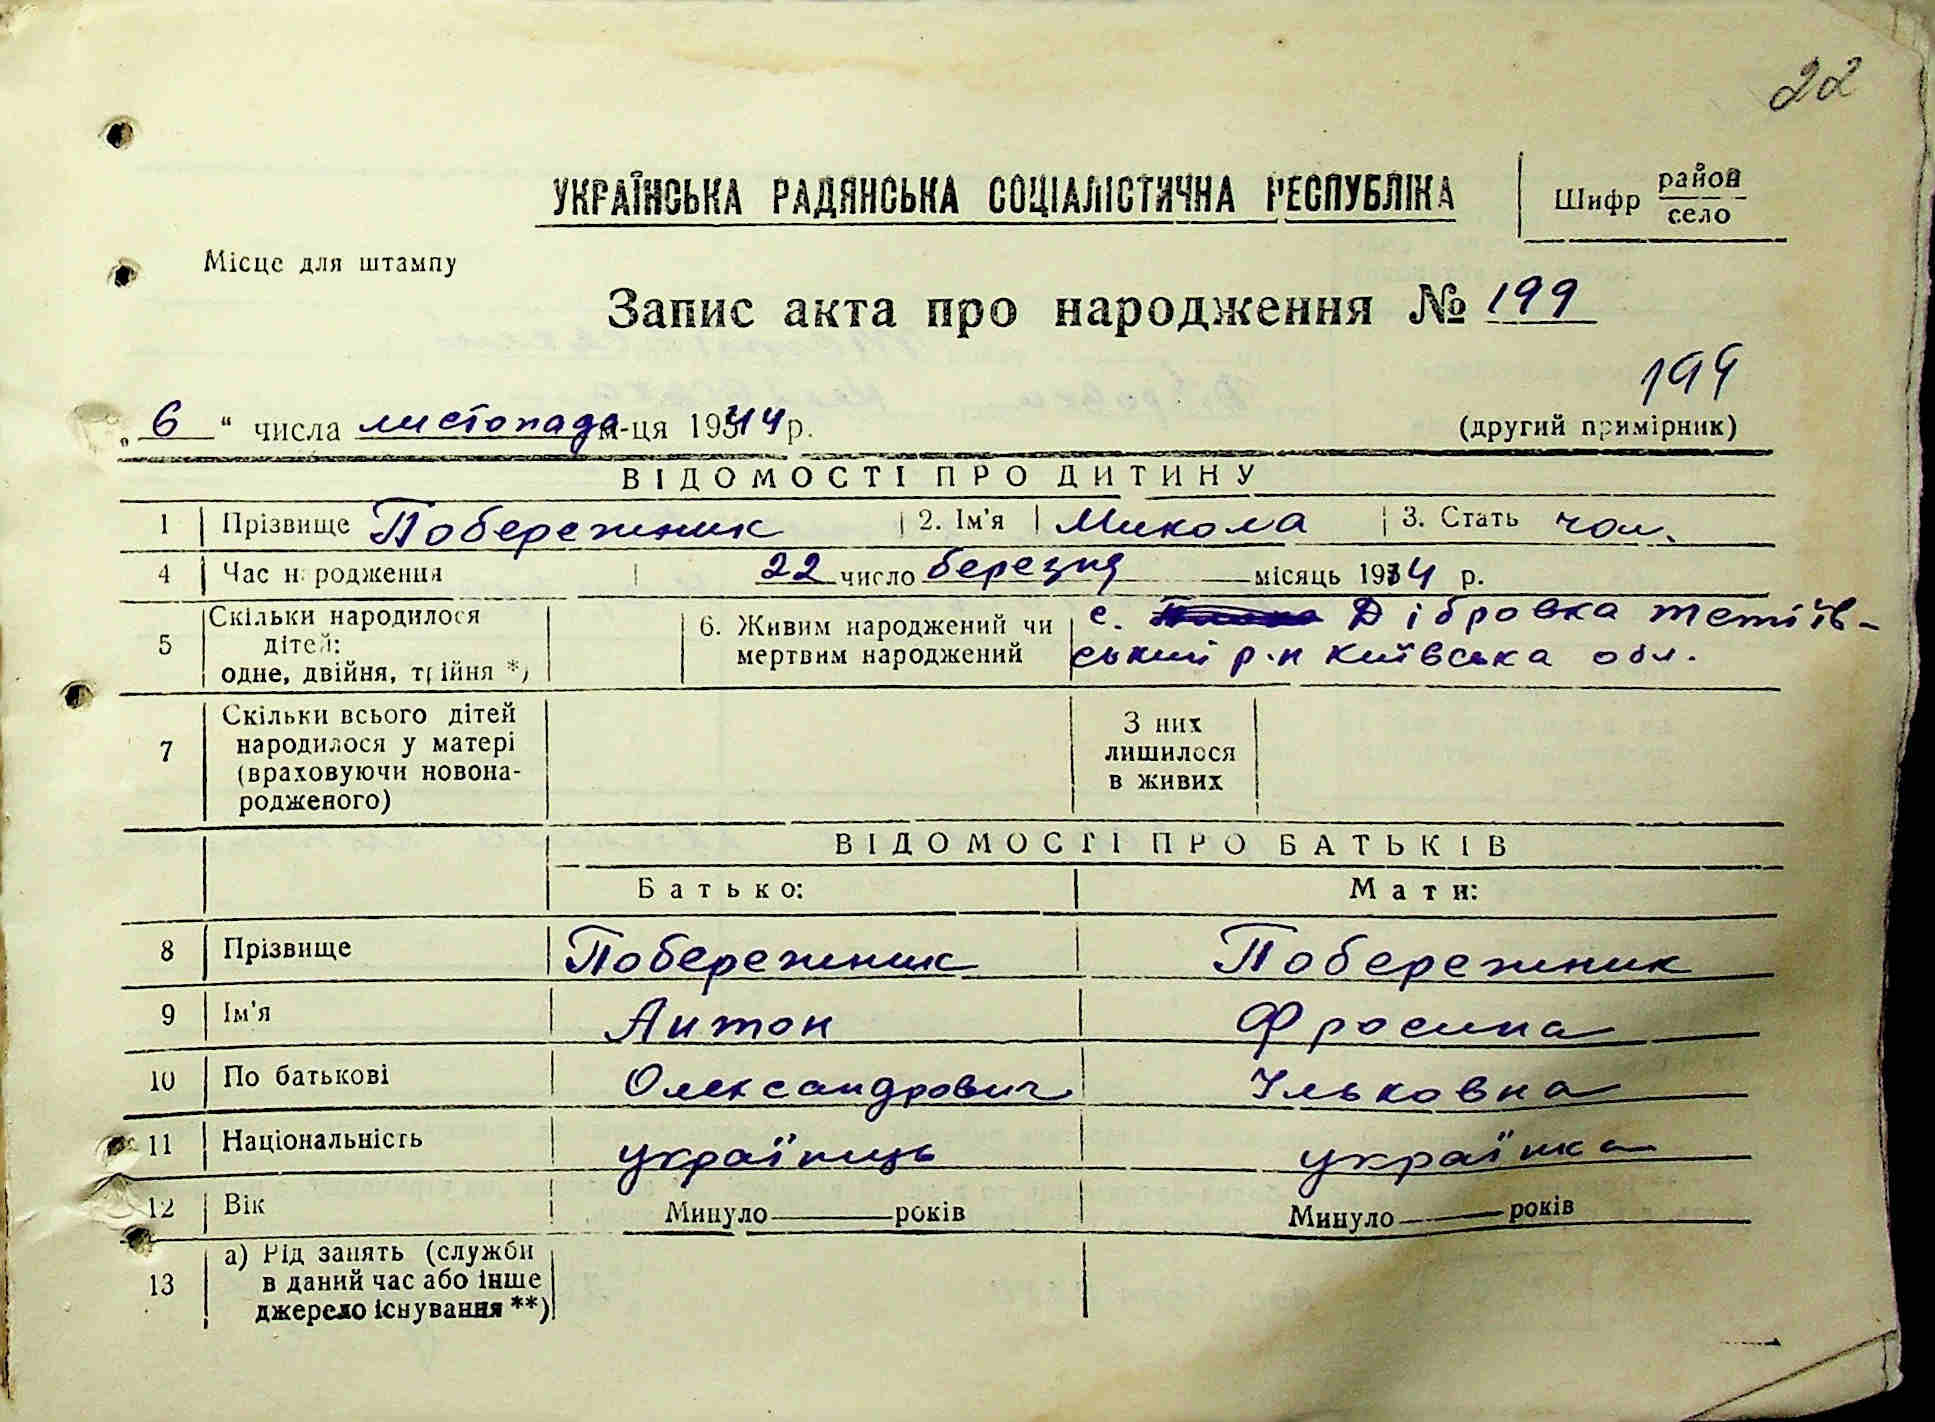 22
УКРАЇНСЬКА РАДЯНСЬКА СОЦІАЛІСТИЧНА РЕСПУБЛІКА
Шифр район
село
Місце для штампу
Запис акта про народження № 199
199
„6“ числа листопада м-ця 1944 р.
(другий примірник)
ВІДОМОСТІ ПРО ДИТИНУ
1 Прізвище Побережник 2. Ім'я Микола 3. Стать чол.
4 Час народження 22 число березня місяць 1934 р.
5 Скільки народилося дітей: одне, двійня, трійня *)
6. Живим народжений чи мертвим народжений
с. Дібровка тетіїв-
ський р-н київська обл.
7 Скільки всього дітей народилося у матері (враховуючи новонародженого)
З них лишилося в живих
ВІДОМОСТІ ПРО БАТЬКІВ
Батько: Мати:
8 Прізвище Побережник Побережник
9 Ім'я Антон Фросина
10 По батькові Олександрович Ільковна
11 Національність українець українка
12 Вік Минуло — років Минуло — років
13 а) Рід занять (служби
в даний час або інше
джерело існування **)